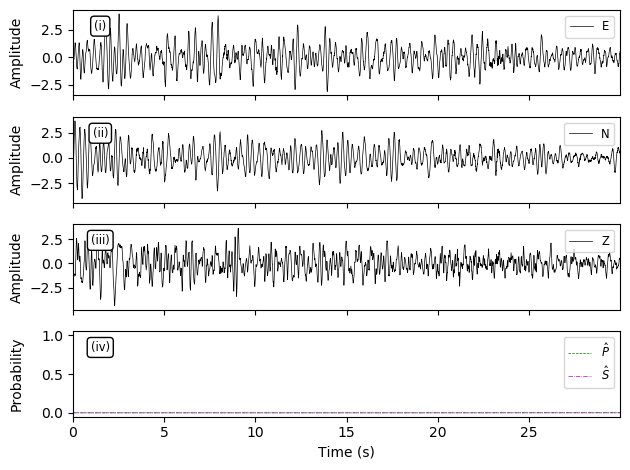 (i)
E
Amplitude
2.5
0.0
−2.5
(ii)
N
Amplitude
2.5
0.0
−2.5
(iii)
Z
Amplitude
2.5
0.0
−2.5
(iv)
P̂
Ŝ
Probability
1.0
0.5
0.0
0 5 10 15 20 25
Time (s)